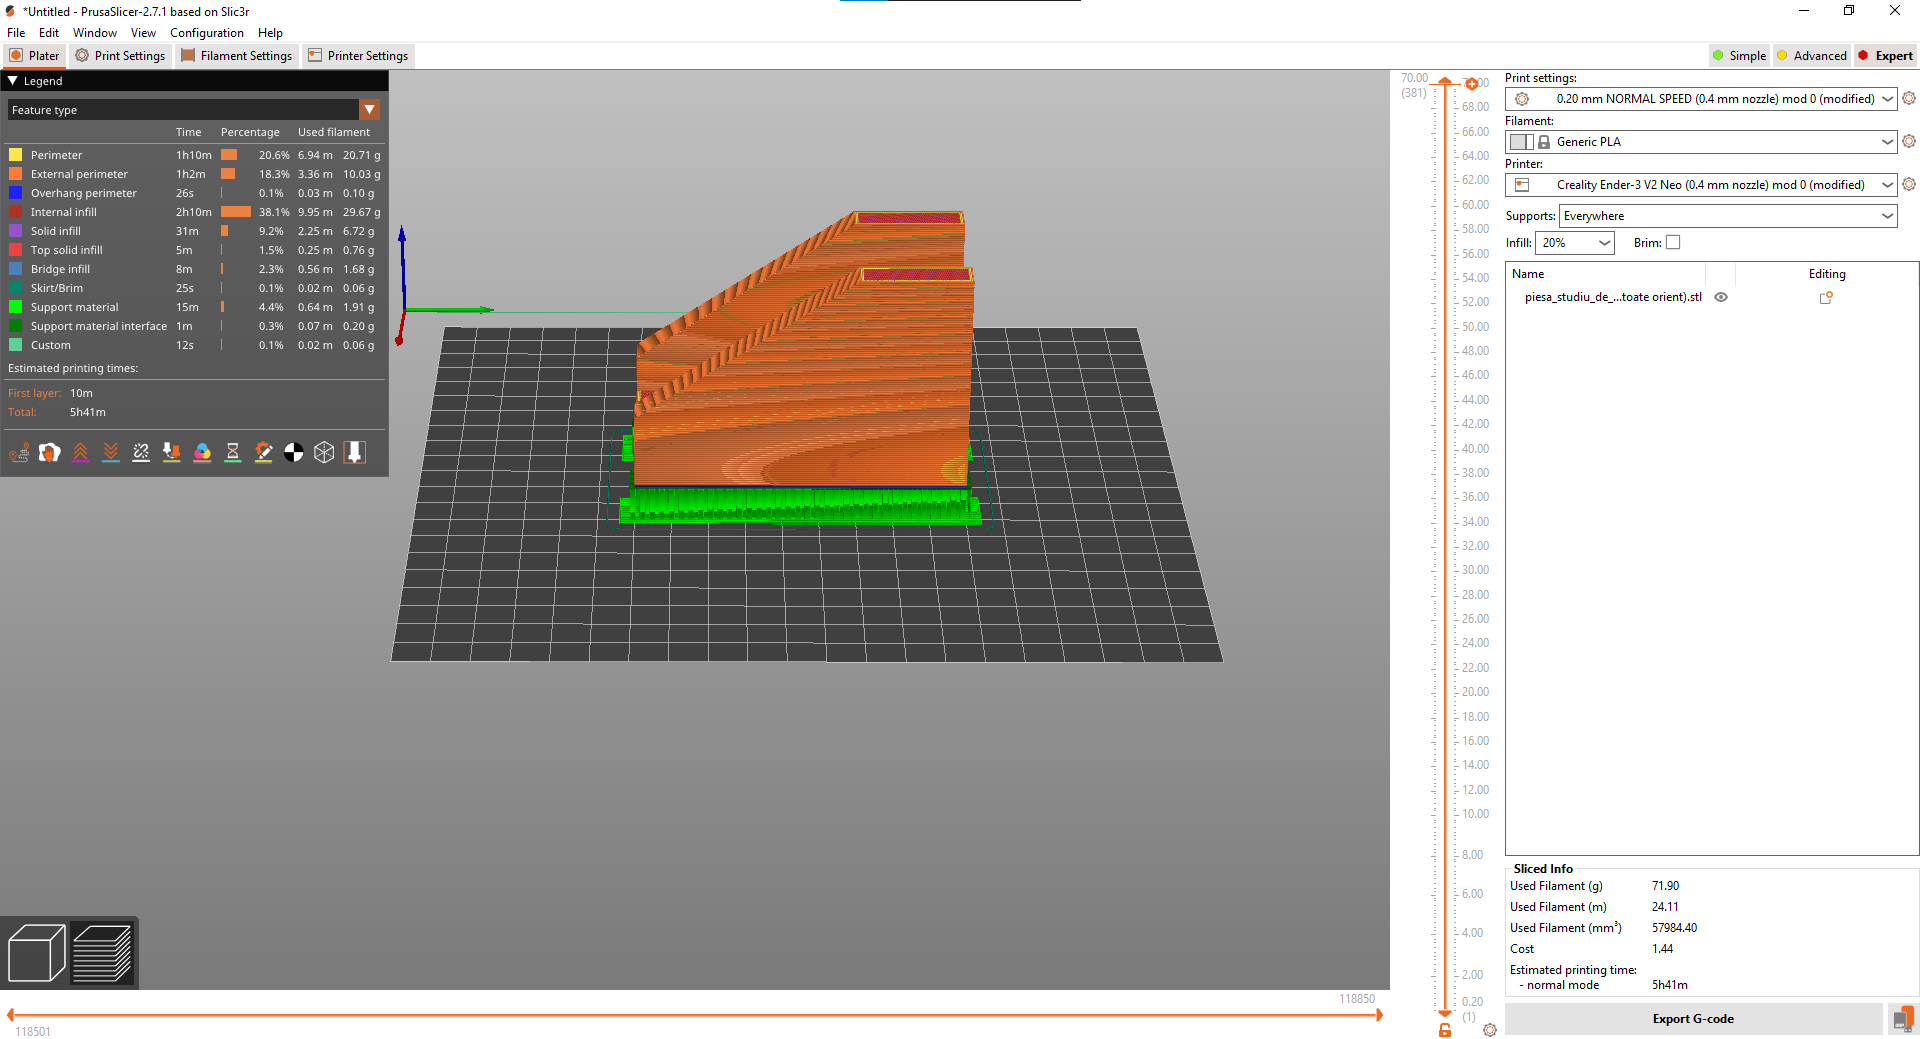 *Untitled - PrusaSlicer-2.7.1 based on Slic3r
File Edit Window View Configuration Help
Plater Print Settings Filament Settings Printer Settings Simple Advanced Expert
Legend
Feature type
Time Percentage Used filament
Perimeter 1h10m 20.6% 6.94 m 20.71 g
External perimeter 1h2m 18.3% 3.36 m 10.03 g
Overhang perimeter 26s 0.1% 0.03 m 0.10 g
Internal infill 2h10m 38.1% 9.95 m 29.67 g
Solid infill 31m 9.2% 2.25 m 6.72 g
Top solid infill 5m 1.5% 0.25 m 0.76 g
Bridge infill 8m 2.3% 0.56 m 1.68 g
Skirt/Brim 25s 0.1% 0.02 m 0.06 g
Support material 15m 4.4% 0.64 m 1.91 g
Support material interface 1m 0.3% 0.07 m 0.20 g
Custom 12s 0.1% 0.02 m 0.06 g
Estimated printing times:
First layer: 10m
Total: 5h41m
118501
118850
70.00
(381)
68.00
66.00
64.00
62.00
60.00
58.00
56.00
54.00
52.00
50.00
48.00
46.00
44.00
42.00
40.00
38.00
36.00
34.00
32.00
30.00
28.00
26.00
24.00
22.00
20.00
18.00
16.00
14.00
12.00
10.00
8.00
6.00
4.00
2.00
0.20
(1)
Print settings:
0.20 mm NORMAL SPEED (0.4 mm nozzle) mod 0 (modified)
Filament:
Generic PLA
Printer:
Creality Ender-3 V2 Neo (0.4 mm nozzle) mod 0 (modified)
Supports: Everywhere
Infill: 20% Brim:
Name Editing
piesa_studiu_de_...toate orient).stl
Sliced Info
Used Filament (g) 71.90
Used Filament (m) 24.11
Used Filament (mm³) 57984.40
Cost 1.44
Estimated printing time:
- normal mode 5h41m
Export G-code